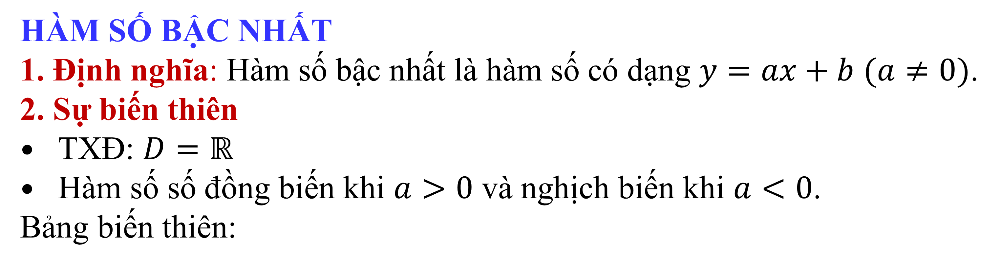 HÀM SỐ BẬC NHẤT
1. Định nghĩa: Hàm số bậc nhất là hàm số có dạng y = ax + b (a ≠ 0).
2. Sự biến thiên
• TXĐ: D = ℝ
• Hàm số số đồng biến khi a > 0 và nghịch biến khi a < 0.
Bảng biến thiên: